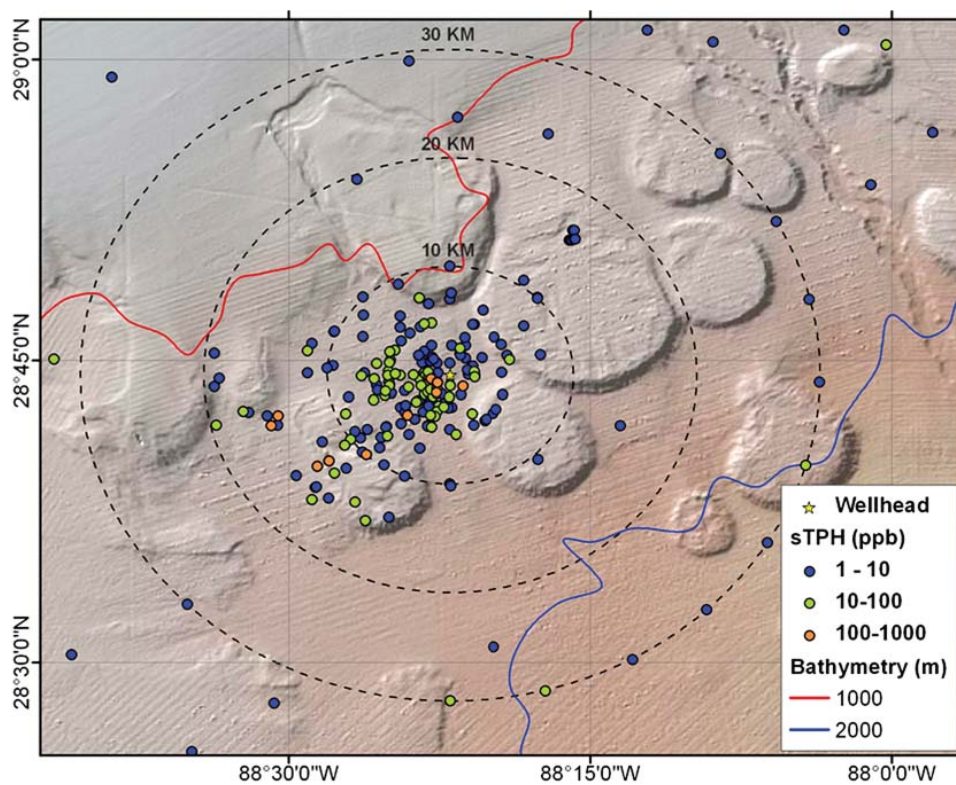 30 KM
29°0'0"N
20 KM
10 KM
28°45'0"N
28°30'0"N
Wellhead
sTPH (ppb)
1 - 10
10-100
100-1000
Bathymetry (m)
1000
2000
88°30'0"W
88°15'0"W
88°0'0"W